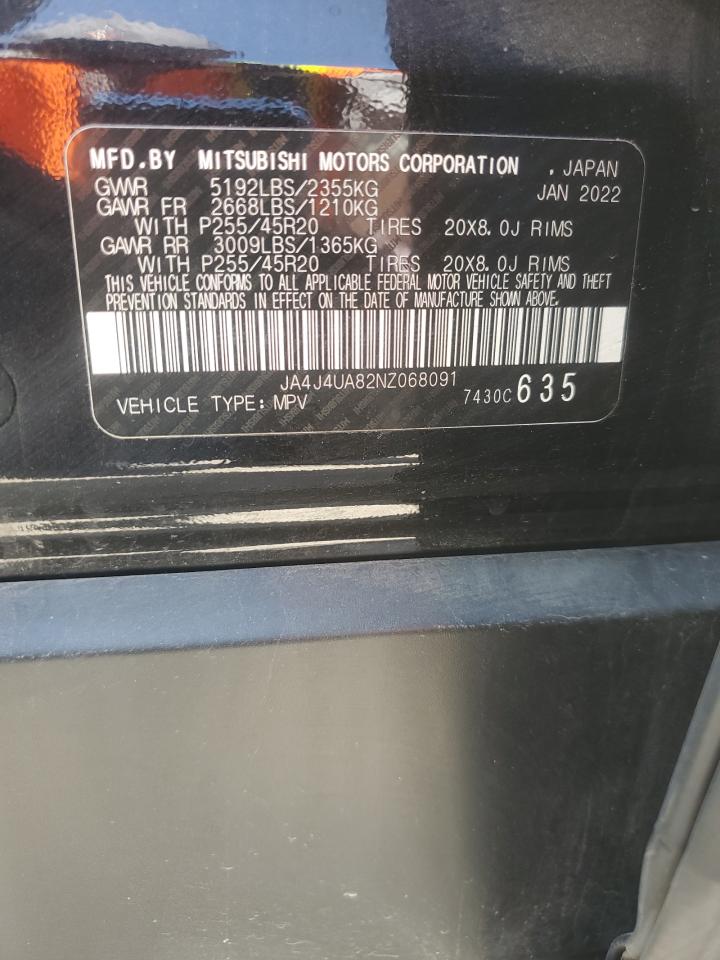 MFD.BY MITSUBISHI MOTORS CORPORATION , JAPAN
GVWR 5192LBS/2355KG JAN 2022
GAWR FR 2668LBS/1210KG
WITH P255/45R20 TIRES 20X8.0J RIMS
GAWR RR 3009LBS/1365KG
WITH P255/45R20 TIRES 20X8.0J RIMS
THIS VEHICLE CONFORMS TO ALL APPLICABLE FEDERAL MOTOR VEHICLE SAFETY AND THEFT
PREVENTION STANDARDS IN EFFECT ON THE DATE OF MANUFACTURE SHOWN ABOVE.
JA4J4UA82NZ068091
VEHICLE TYPE: MPV 7430C 635